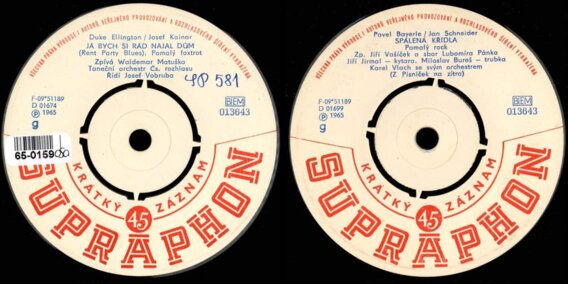 VŠECHNA PRÁVA VÝROBCE I AUTORŮ VEŘEJNÉHO PROVOZOVÁNÍ A ROZHLASOVÉHO ŠÍŘENÍ VYHRAZENA
Duke Ellington/Josef Kainar
JÁ BYCH SI RÁD NAJAL DŮM
(Rent Party Blues). Pomalý foxtrot
Zpívá Waldemar Matuška
Taneční orchestr Čs. rozhlasu
Řídí Josef Vobruba
SP 581
F-09*51189
D 01674
Ⓟ 1965
g
BIEM
013643
65-0159
KRÁTKÝ 45 ZÁZNAM
SUPRAPHON
VŠECHNA PRÁVA VÝROBCE I AUTORŮ VEŘEJNÉHO PROVOZOVÁNÍ A ROZHLASOVÉHO ŠÍŘENÍ VYHRAZENA
Pavel Bayerle/Jan Schneider
SPÁLENÁ KŘÍDLA
Pomalý rock
Zp. Jiří Vašíček a sbor Lubomíra Pánka
Jiří Jirmal - kytara. Miloslav Bureš - trubka
Karel Vlach se svým orchestrem
(Z Písniček na zítra)
F-09*51189
D 01699
Ⓟ 1965
g
BIEM
013643
KRÁTKÝ 45 ZÁZNAM
SUPRAPHON